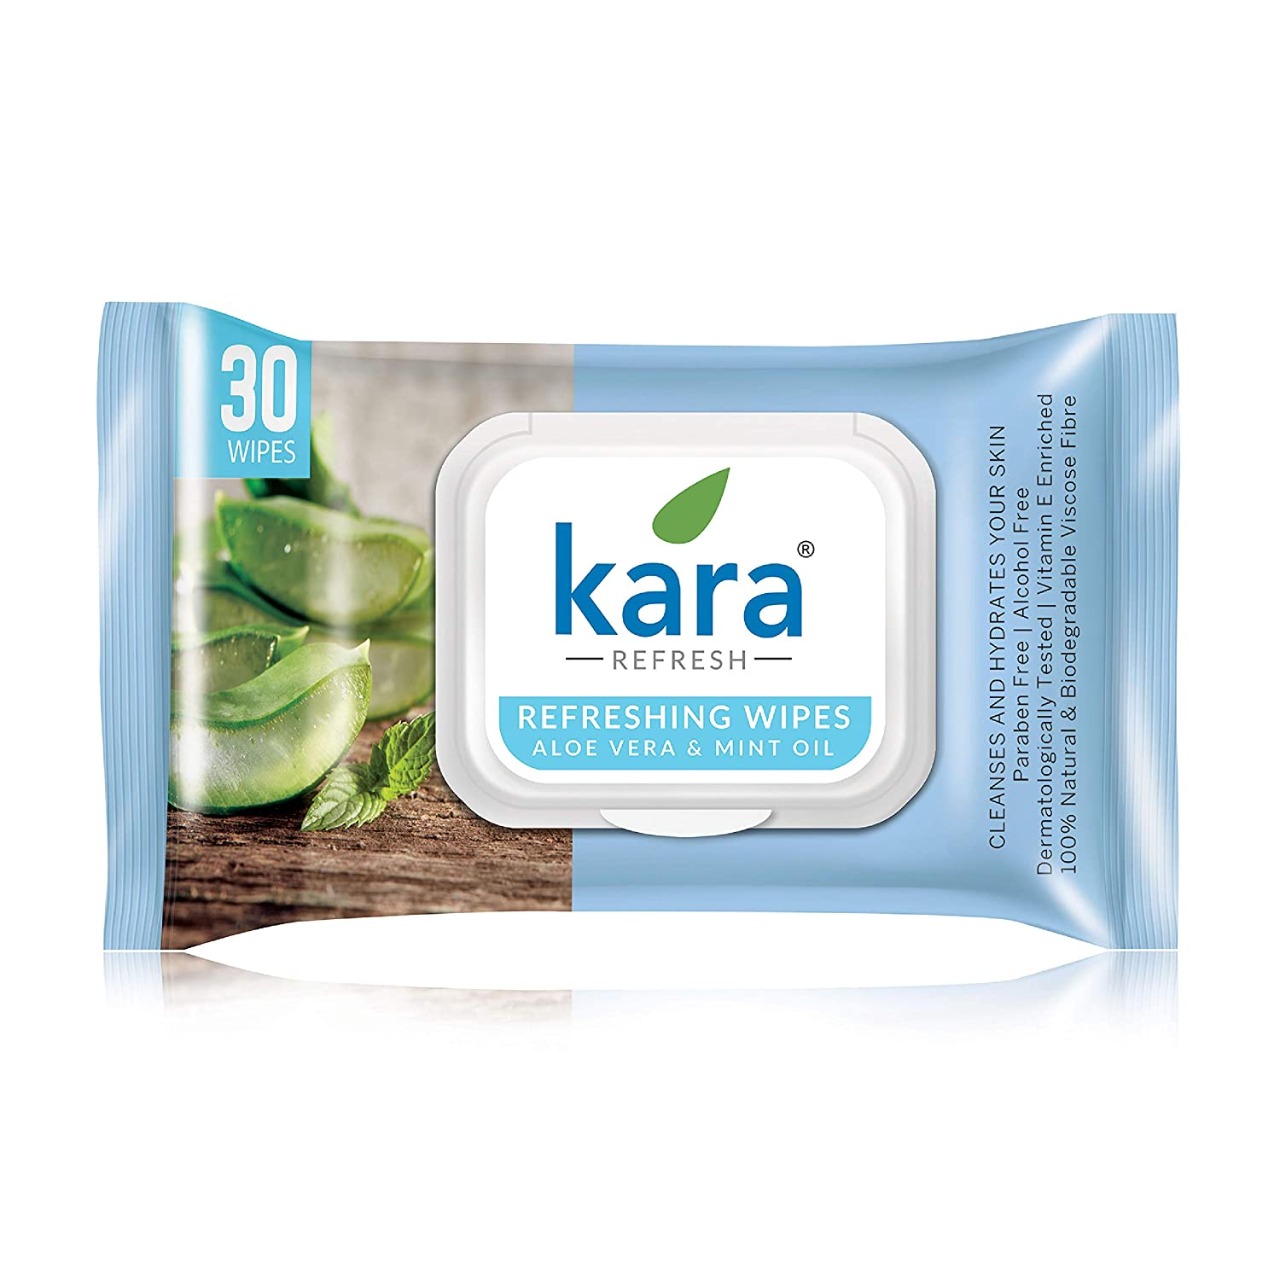 30
WIPES
kara®
REFRESH
REFRESHING WIPES
ALOE VERA & MINT OIL
CLEANSES AND HYDRATES YOUR SKIN
Paraben Free | Alcohol Free
Dermatologically Tested | Vitamin E Enriched
100% Natural & Biodegradable Viscose Fibre